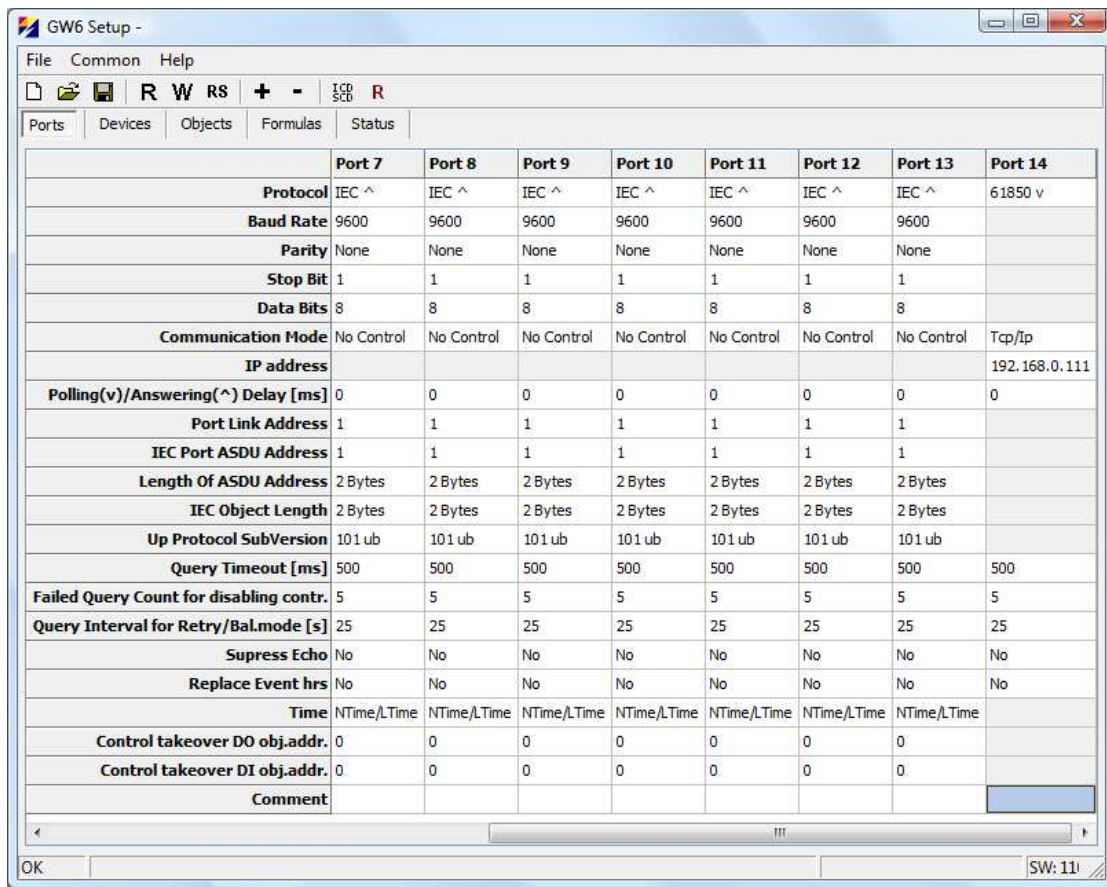 GW6 Setup -
File Common Help
R W RS + - ICD SCD R
Ports Devices Objects Formulas Status
Port 7 Port 8 Port 9 Port 10 Port 11 Port 12 Port 13 Port 14
Protocol IEC ^ IEC ^ IEC ^ IEC ^ IEC ^ IEC ^ IEC ^ 61850 v
Baud Rate 9600 9600 9600 9600 9600 9600 9600
Parity None None None None None None None
Stop Bit 1 1 1 1 1 1 1
Data Bits 8 8 8 8 8 8 8
Communication Mode No Control No Control No Control No Control No Control No Control No Control Tcp/Ip
IP address 192.168.0.111
Polling(v)/Answering(^) Delay [ms] 0 0 0 0 0 0 0 0
Port Link Address 1 1 1 1 1 1 1
IEC Port ASDU Address 1 1 1 1 1 1 1
Length Of ASDU Address 2 Bytes 2 Bytes 2 Bytes 2 Bytes 2 Bytes 2 Bytes 2 Bytes
IEC Object Length 2 Bytes 2 Bytes 2 Bytes 2 Bytes 2 Bytes 2 Bytes 2 Bytes
Up Protocol SubVersion 101 ub 101 ub 101 ub 101 ub 101 ub 101 ub 101 ub
Query Timeout [ms] 500 500 500 500 500 500 500 500
Failed Query Count for disabling contr. 5 5 5 5 5 5 5 5
Query Interval for Retry/Bal.mode [s] 25 25 25 25 25 25 25 25
Supress Echo No No No No No No No No
Replace Event hrs No No No No No No No No
Time NTime/LTime NTime/LTime NTime/LTime NTime/LTime NTime/LTime NTime/LTime NTime/LTime
Control takeover DO obj.addr. 0 0 0 0 0 0 0
Control takeover DI obj.addr. 0 0 0 0 0 0 0
Comment
OK SW: 11